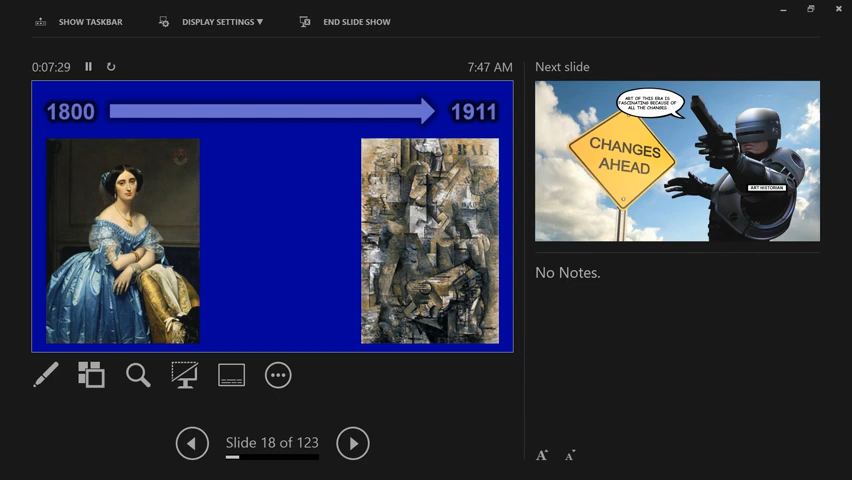 SHOW TASKBAR
DISPLAY SETTINGS ▼
END SLIDE SHOW
0:07:29
7:47 AM
Next slide
1800
1911
ART OF THIS ERA IS
FASCINATING BECAUSE OF
ALL THE CHANGES
CHANGES
AHEAD
ART HISTORIAN
No Notes.
Slide 18 of 123
A
A